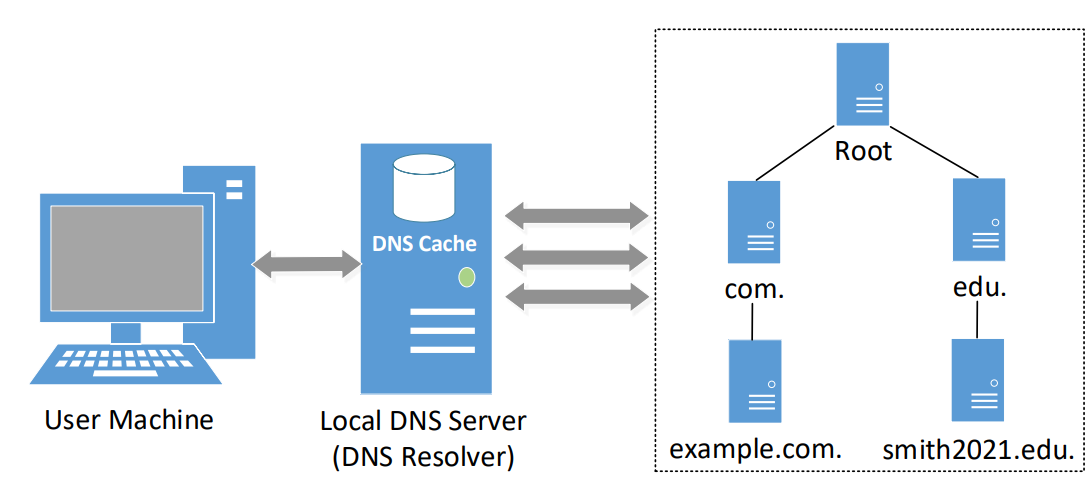 Root
DNS Cache
com.
edu.
User Machine
Local DNS Server
(DNS Resolver)
example.com.
smith2021.edu.